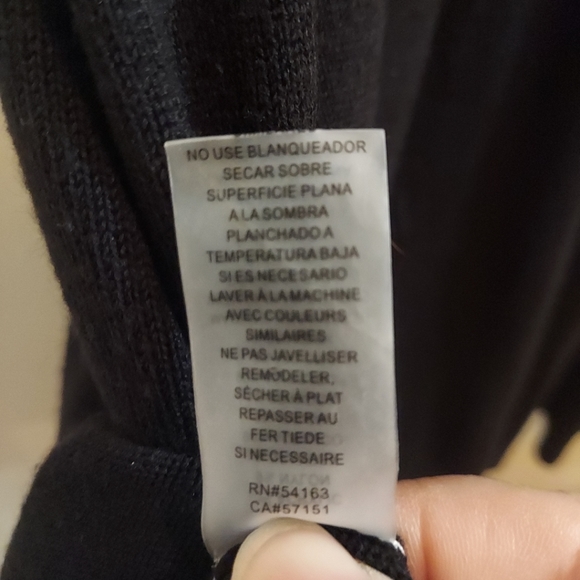 NO USE BLANQUEADOR
SECAR SOBRE
SUPERFICIE PLANA
A LA SOMBRA
PLANCHADO A
TEMPERATURA BAJA
SI ES NECESARIO
LAVER À LA MACHINE
AVEC COULEURS
SIMILAIRES
NE PAS JAVELLISER
REMODELER,
SÉCHER À PLAT
REPASSER AU
FER TIEDE
SI NECESSAIRE
RN#54163
CA#57151